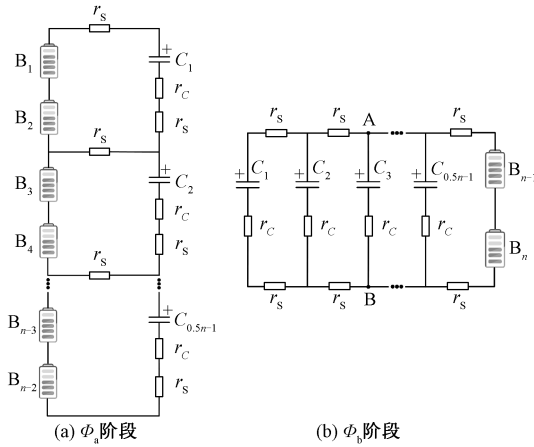 r_S
B_1
+
C_1
r_C
B_2
r_S
r_S
B_3
+
C_2
r_C
B_4
r_S
r_S
+
C_{0.5n-1}
B_{n-3}
r_C
B_{n-2}
r_S
(a) Φ_a阶段
r_S
r_S
A
r_S
+
C_1
+
C_2
+
C_3
+
C_{0.5n-1}
B_{n-1}
r_C
r_C
r_C
r_C
B_n
r_S
r_S
B
r_S
(b) Φ_b阶段